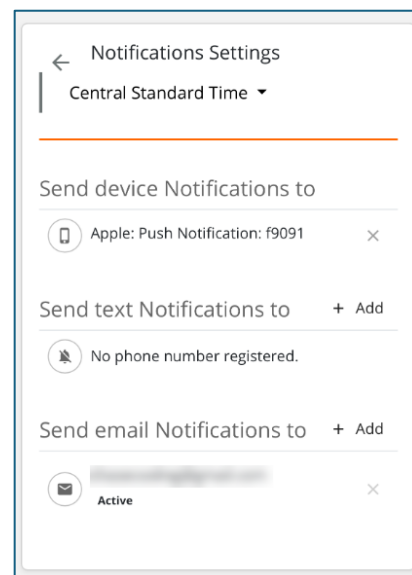 Notifications Settings
Central Standard Time
Send device Notifications to
Apple: Push Notification: f9091
Send text Notifications to + Add
No phone number registered.
Send email Notifications to + Add
Active